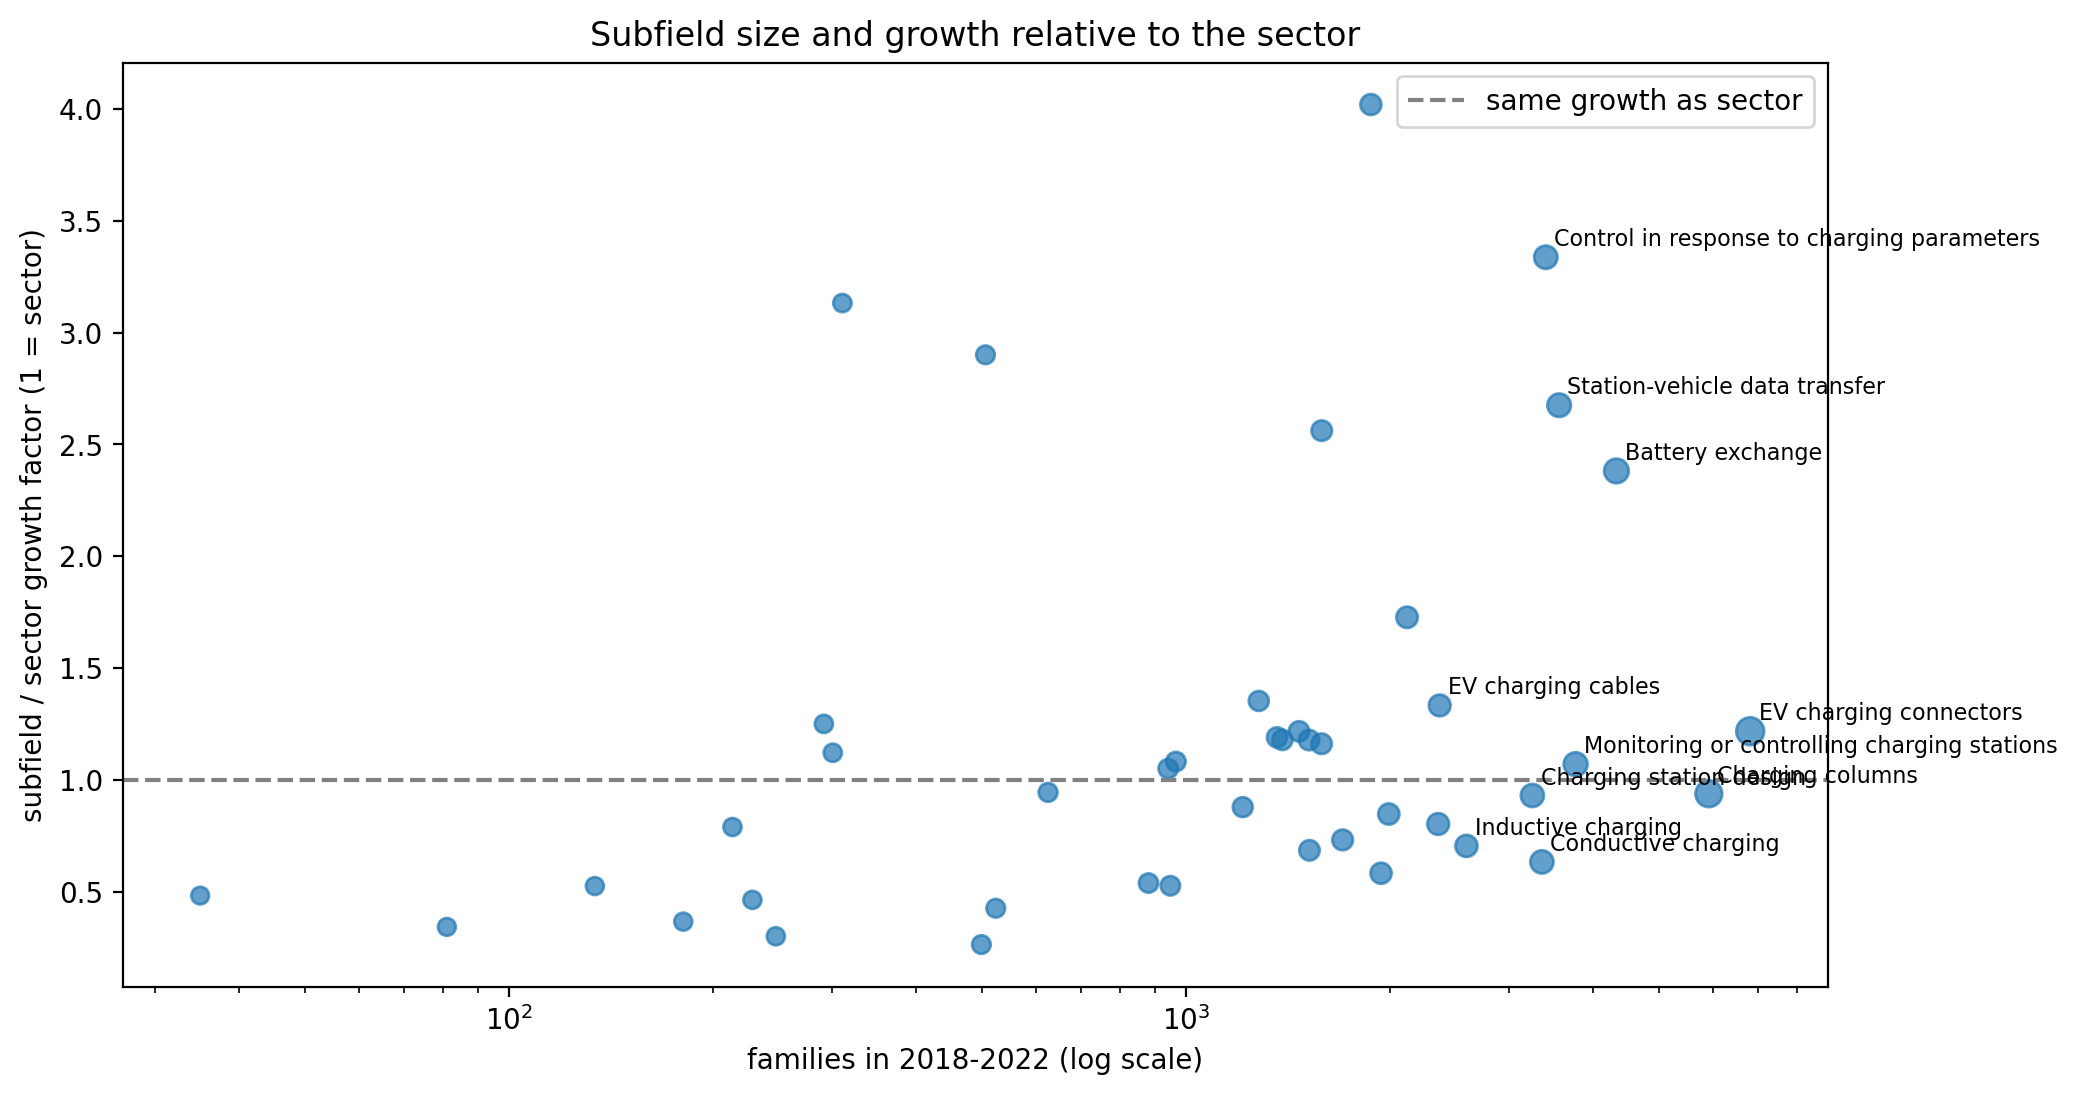 Subfield size and growth relative to the sector
same growth as sector
subfield / sector growth factor (1 = sector)
4.0
3.5
3.0
2.5
2.0
1.5
1.0
0.5
Control in response to charging parameters
Station-vehicle data transfer
Battery exchange
EV charging cables
EV charging connectors
Monitoring or controlling charging stations
Charging station design
Charging columns
Inductive charging
Conductive charging
10²
10³
families in 2018-2022 (log scale)